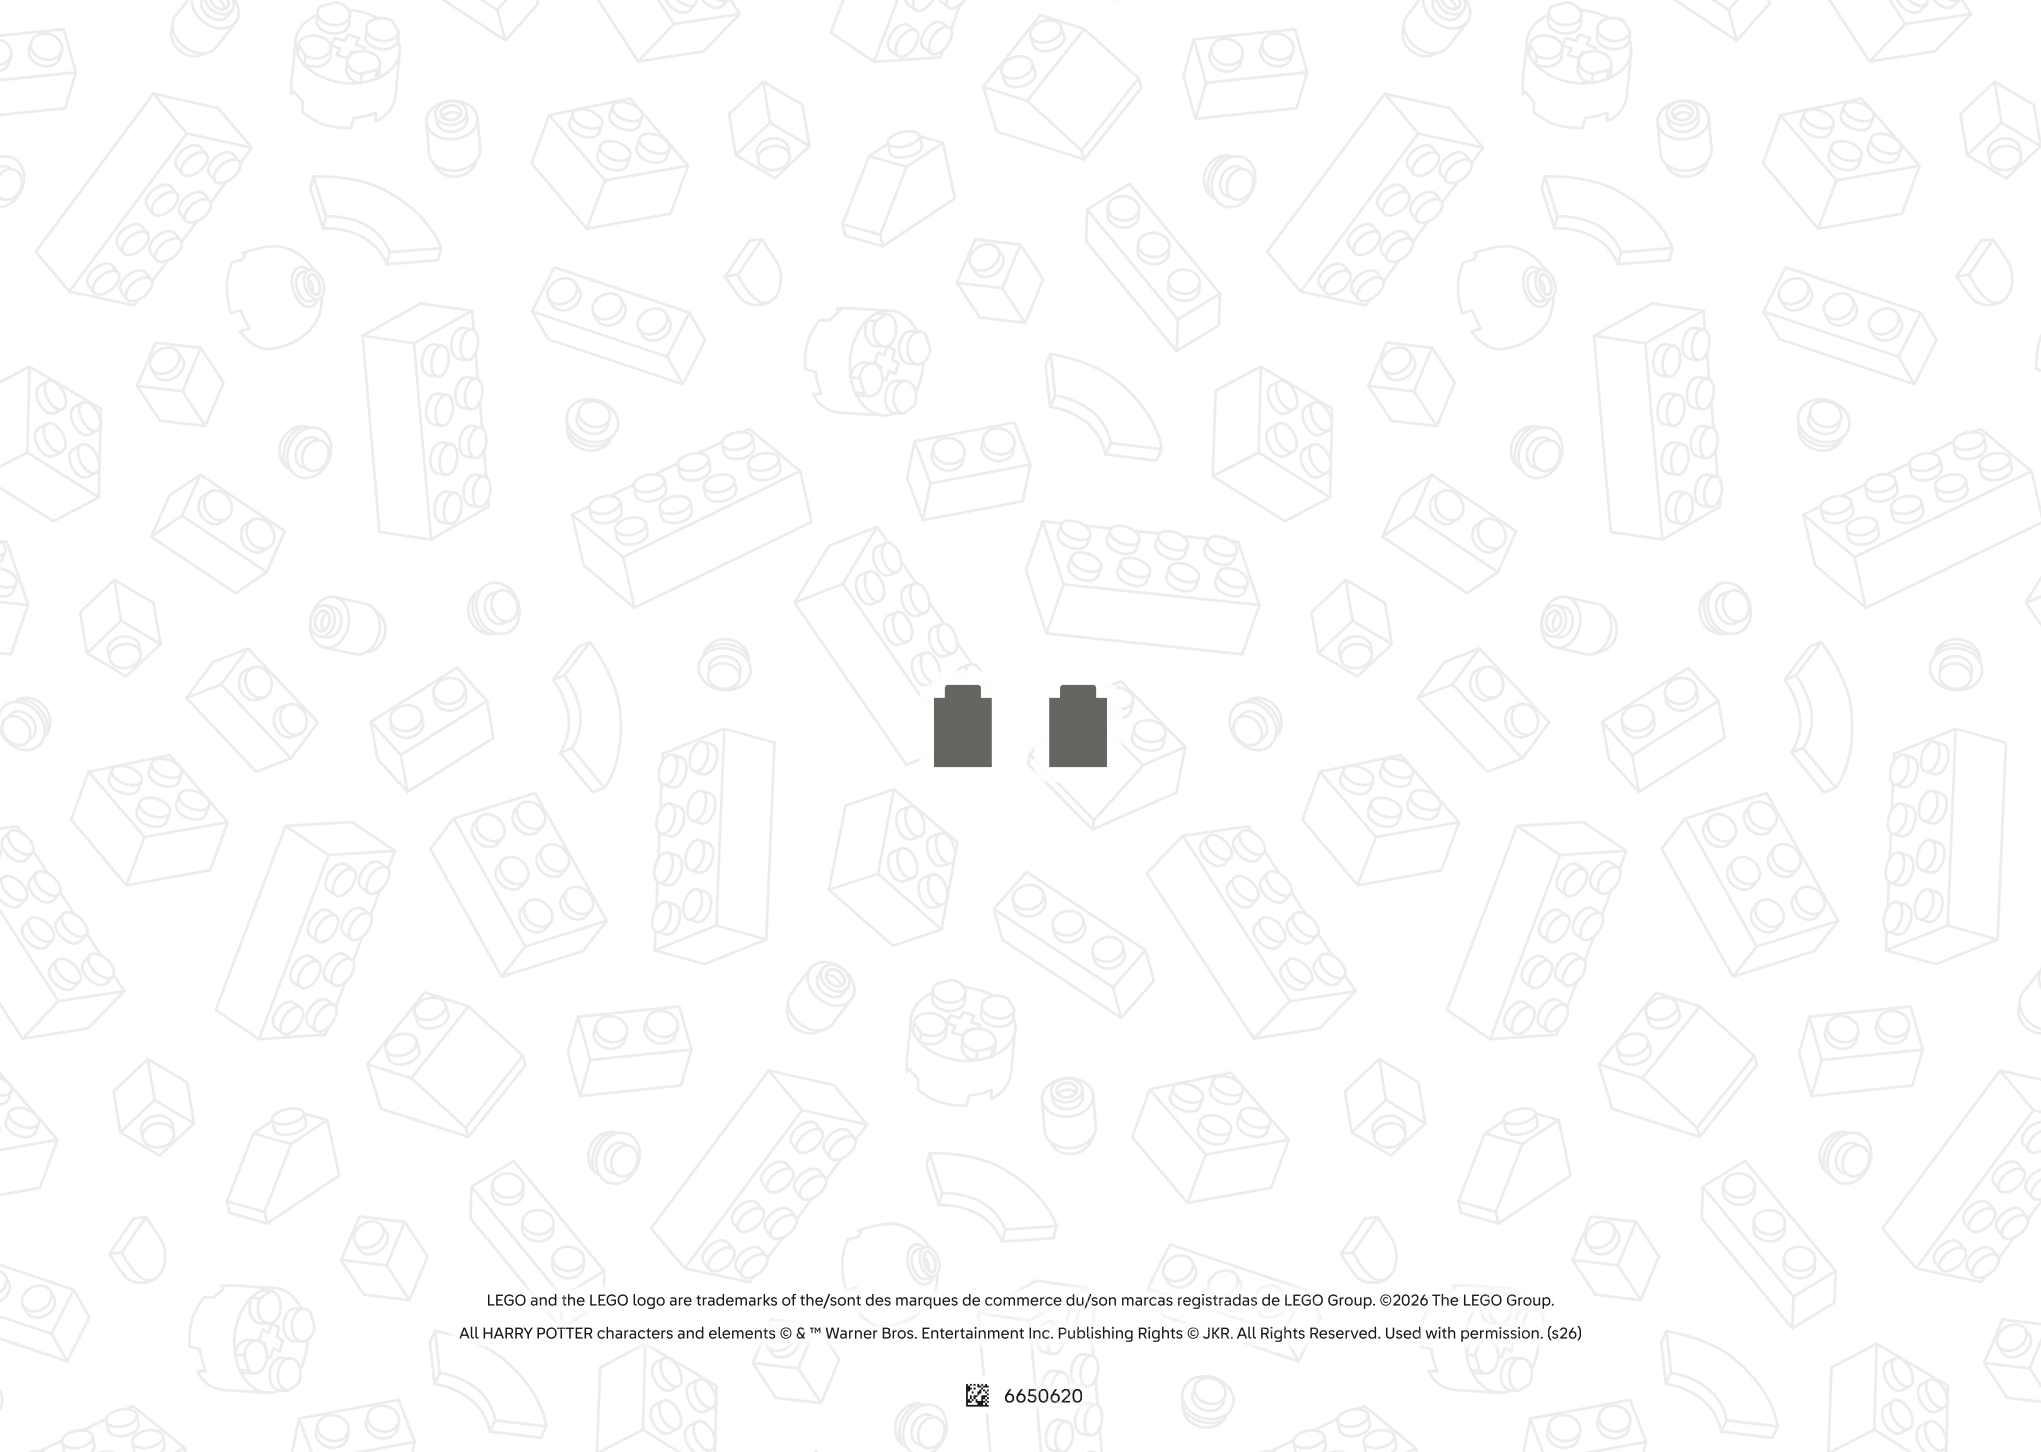 LEGO and the LEGO logo are trademarks of the/sont des marques de commerce du/son marcas registradas de LEGO Group. ©2026 The LEGO Group.
All HARRY POTTER characters and elements © & ™ Warner Bros. Entertainment Inc. Publishing Rights © JKR. All Rights Reserved. Used with permission. (s26)
6650620